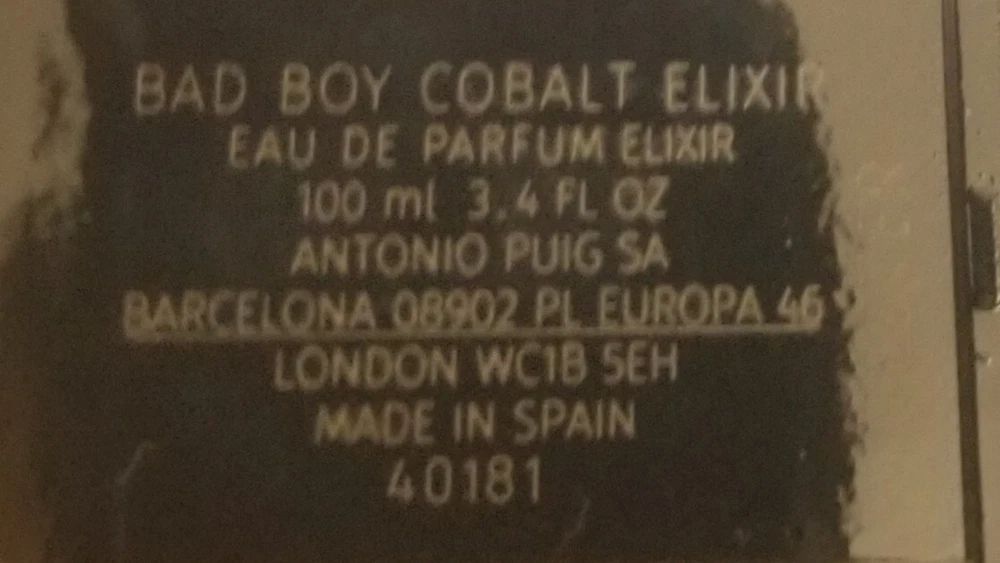 BAD BOY COBALT ELIXIR
EAU DE PARFUM ELIXIR
100 ml 3.4 FL OZ
ANTONIO PUIG SA
BARCELONA 08902 PL EUROPA 46
LONDON WC1B 5EH
MADE IN SPAIN
40181